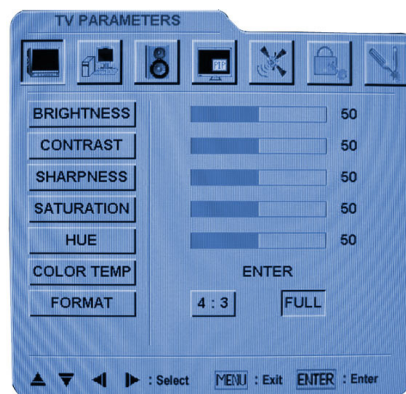 TV PARAMETERS
PIP
BRIGHTNESS 50
CONTRAST 50
SHARPNESS 50
SATURATION 50
HUE 50
COLOR TEMP ENTER
FORMAT 4 : 3 FULL
: Select MENU : Exit ENTER : Enter